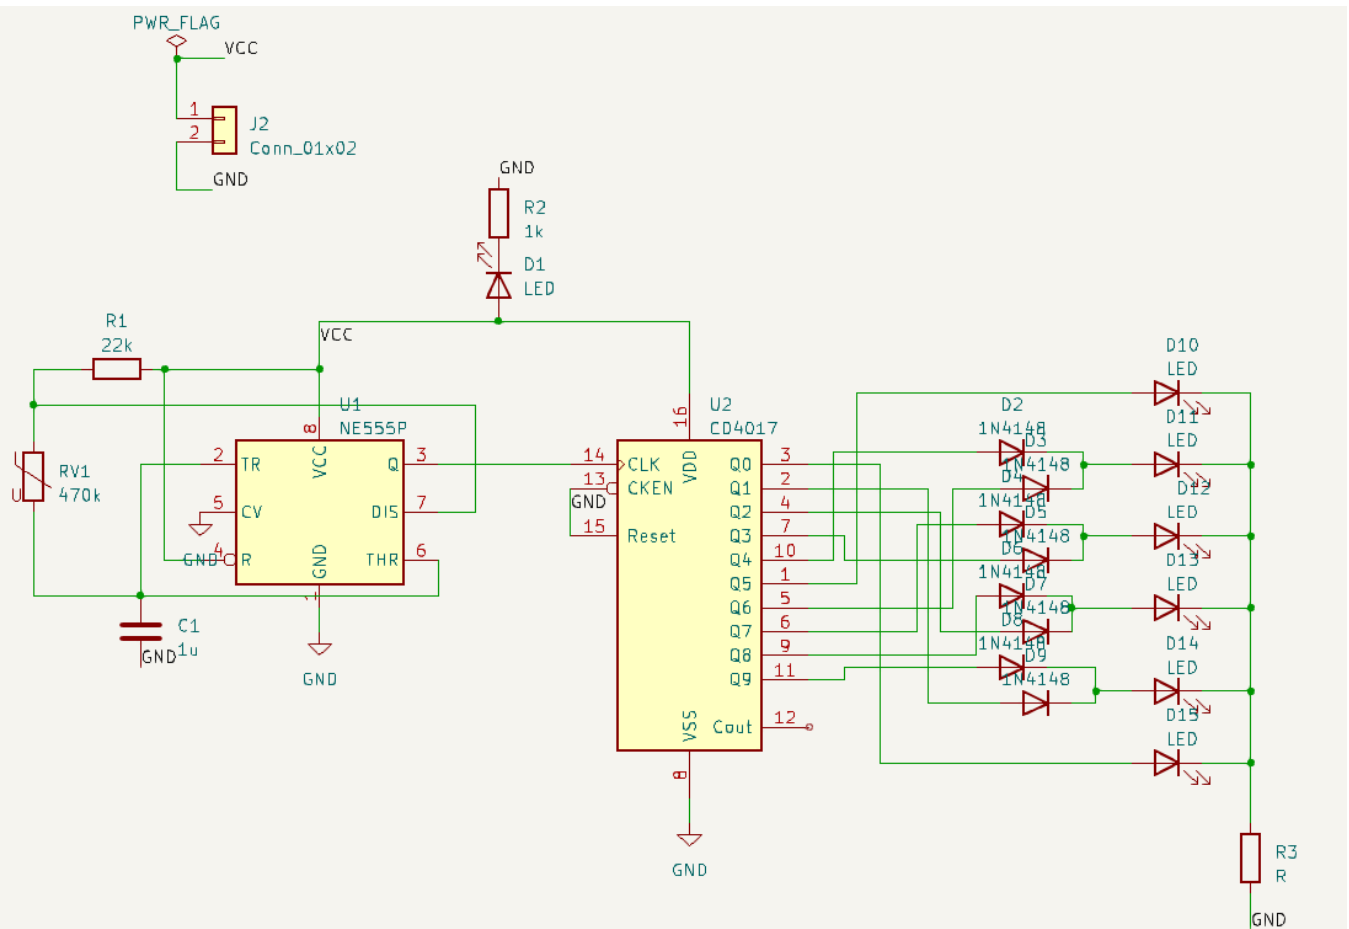 PWR_FLAG
VCC
1
2
J2
Conn_01x02
GND
GND
R2
1k
D1
LED
R1
22k
VCC
RV1
470k
U
U1
NE555P
8
VCC
2
TR
Q
3
5
CV
DIS
7
GND
4
R
GND
THR
6
1
GND
C1
1u
GND
U2
CD4017
16
VDD
14
CLK
13
CKEN
GND
15
Reset
Q0
3
Q1
2
Q2
4
Q3
7
Q4
10
Q5
1
Q6
5
Q7
6
Q8
9
Q9
11
Cout
12
VSS
8
GND
D2
1N4148
D3
1N4148
D4
1N4148
D5
1N4148
D6
1N4148
D7
1N4148
D8
1N4148
D9
1N4148
D10
LED
D11
LED
D12
LED
D13
LED
D14
LED
D15
LED
R3
R
GND